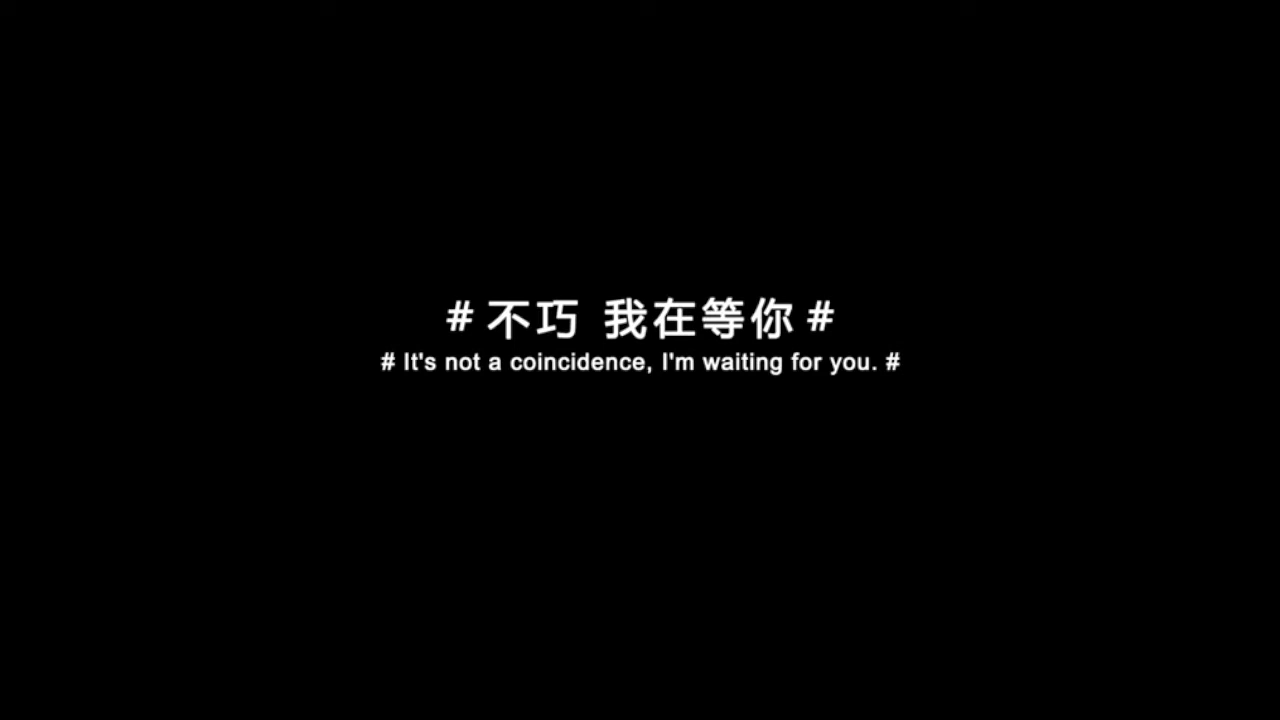 # 不巧 我在等你 #
# It's not a coincidence, I'm waiting for you. #